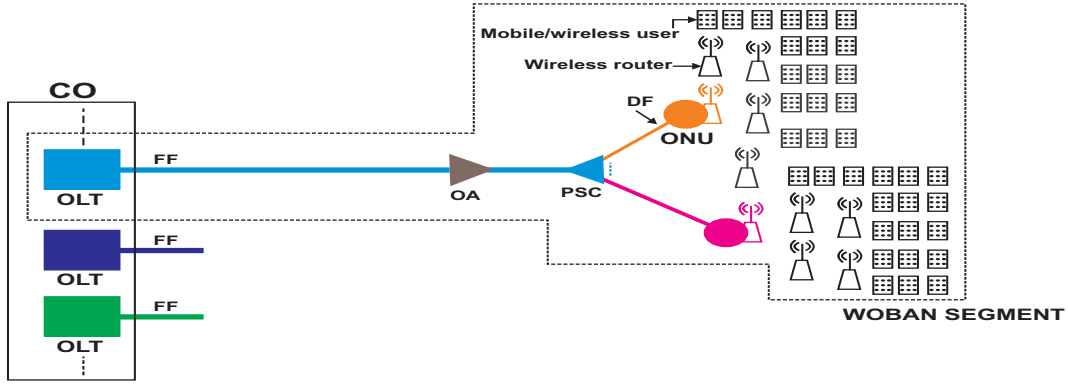 Mobile/wireless user
Wireless router
CO
DF
ONU
FF
OLT
OA
PSC
FF
OLT
FF
OLT
WOBAN SEGMENT